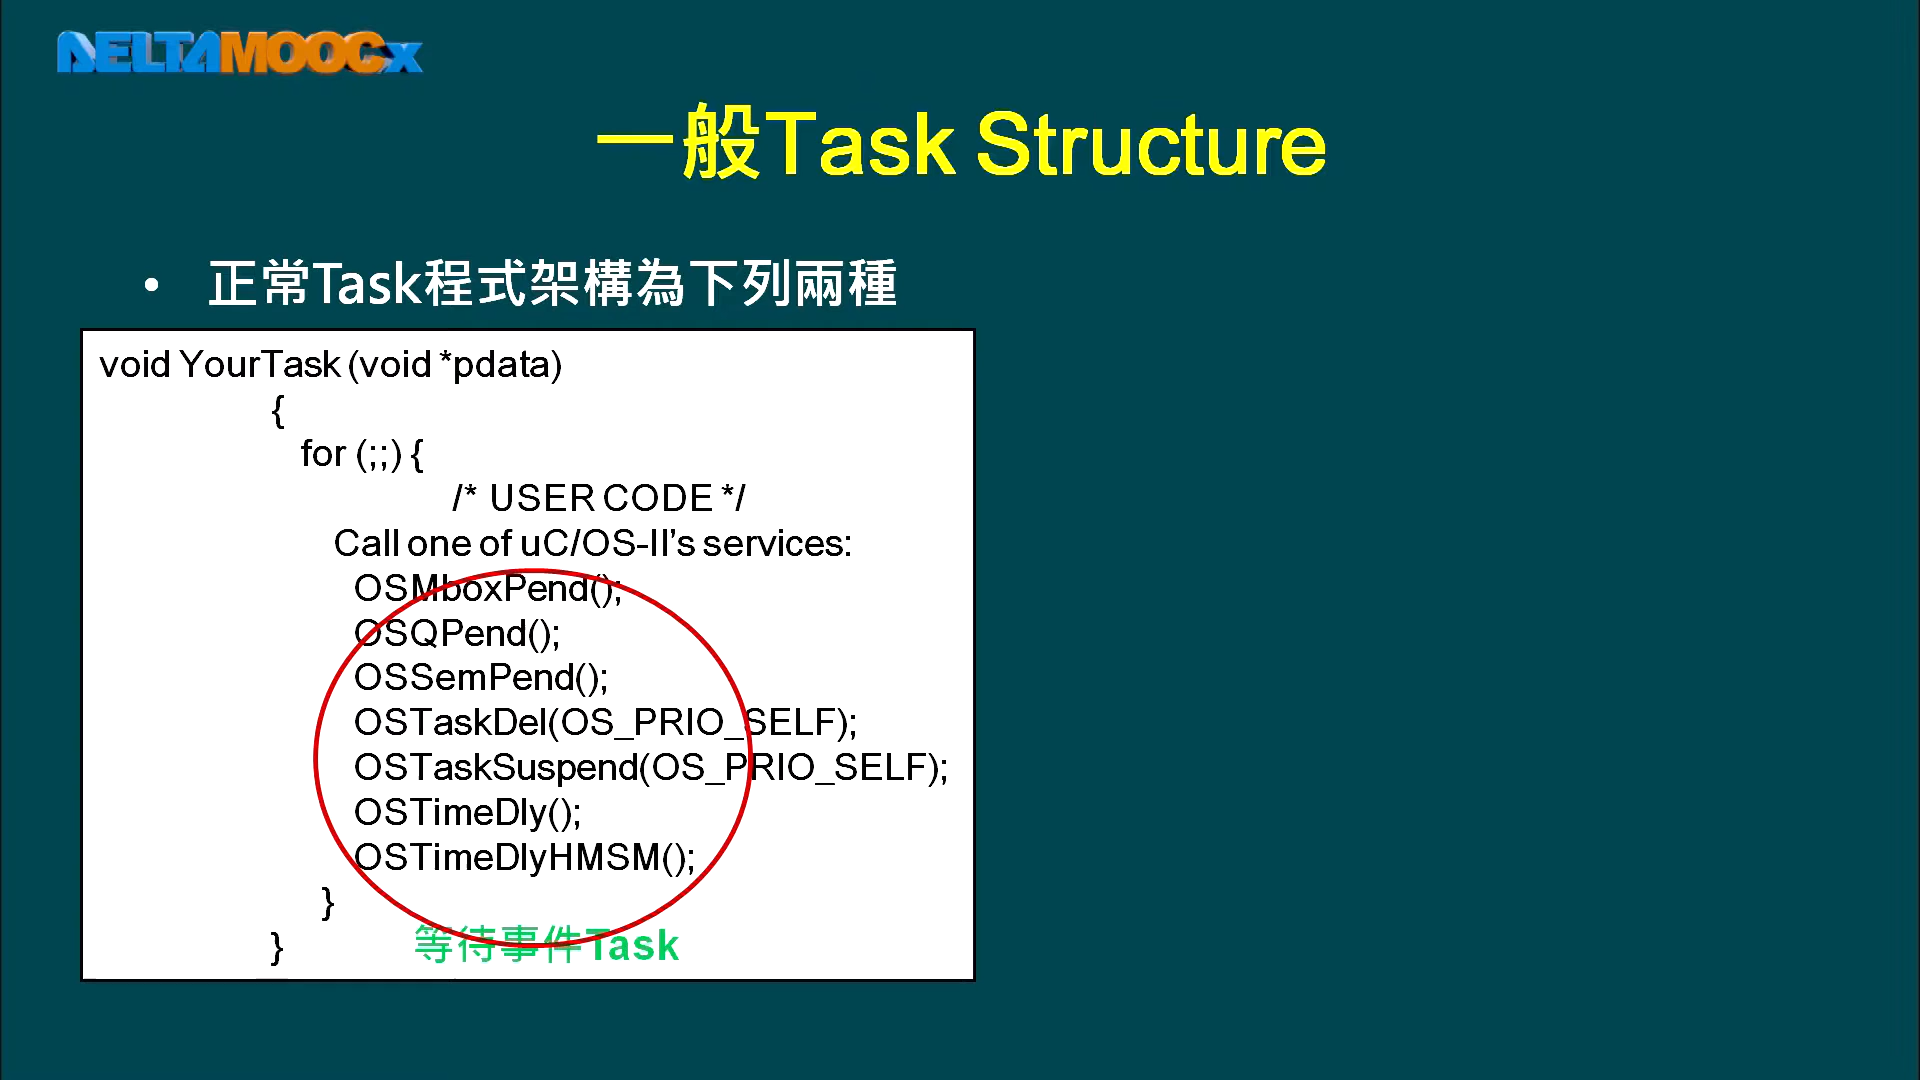 DELTAMOOCx
一般Task Structure
• 正常Task程式架構為下列兩種
void YourTask (void *pdata)
{
for (;;) {
/* USER CODE */
Call one of uC/OS-II’s services:
OSMboxPend();
OSQPend();
OSSemPend();
OSTaskDel(OS_PRIO_SELF);
OSTaskSuspend(OS_PRIO_SELF);
OSTimeDly();
OSTimeDlyHMSM();
}
}
等待事件Task